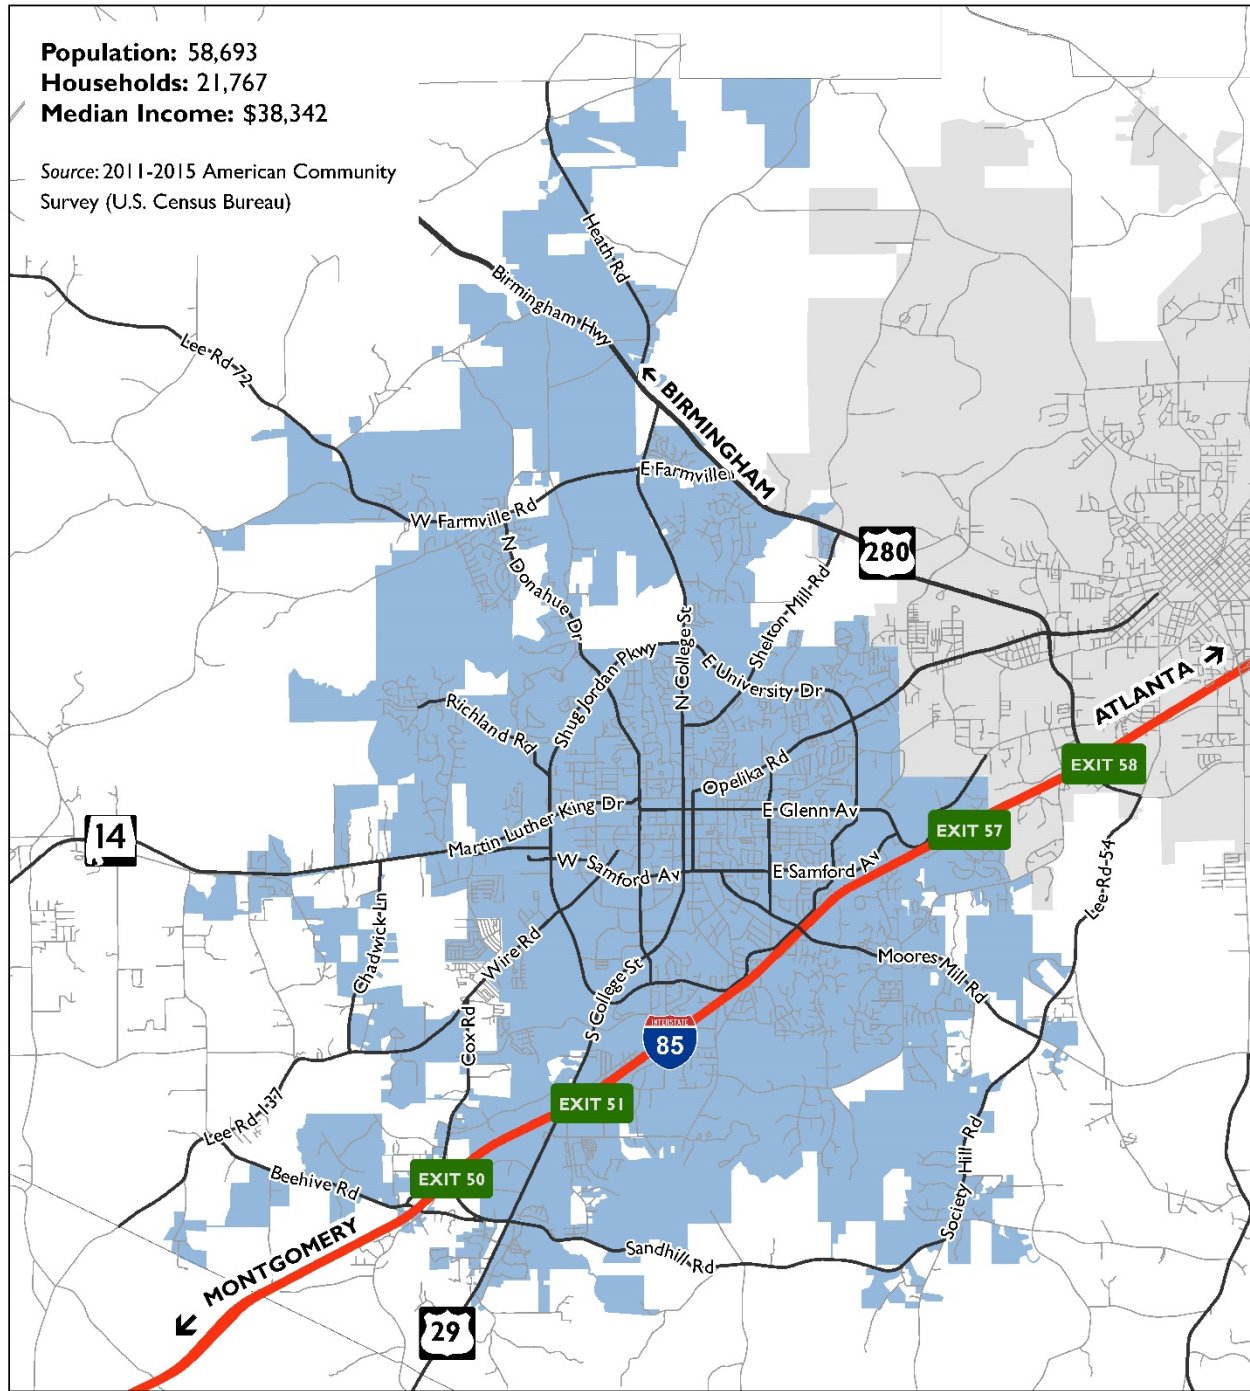 Population: 58,693
Households: 21,767
Median Income: $38,342
Source: 2011-2015 American Community
Survey (U.S. Census Bureau)
Heath Rd
Birmingham Hwy
Lee Rd 72
BIRMINGHAM
E Farmville
W Farmville Rd
280
N Donahue Dr
Shelton Mill Rd
N College St
Shug Jordan Pkwy
E University Dr
ATLANTA
Richland Rd
EXIT 58
Opelika Rd
14
Martin Luther King Dr
E Glenn Av
EXIT 57
W Samford Av
E Samford Av
Lee Rd 54
Chadwick Ln
Wire Rd
Moores Mill Rd
S College St
Cox Rd
INTERSTATE
85
EXIT 51
Lee Rd 137
Society Hill Rd
Beehive Rd
EXIT 50
Sandhill Rd
MONTGOMERY
29